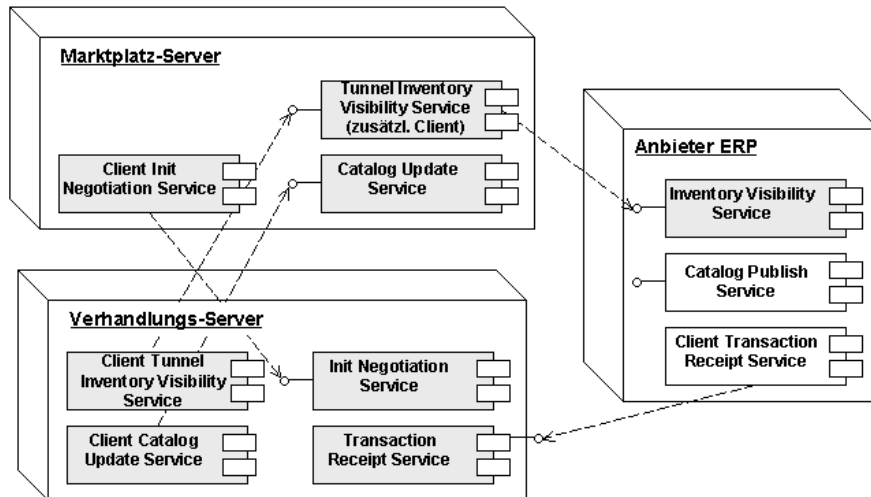 Marktplatz-Server
Tunnel Inventory
Visibility Service
(zusätzl. Client)
Client Init
Negotiation Service
Catalog Update
Service
Anbieter ERP
Inventory Visibility
Service
Catalog Publish
Service
Client Transaction
Receipt Service
Verhandlungs-Server
Client Tunnel
Inventory Visibility
Service
Init Negotiation
Service
Client Catalog
Update Service
Transaction
Receipt Service